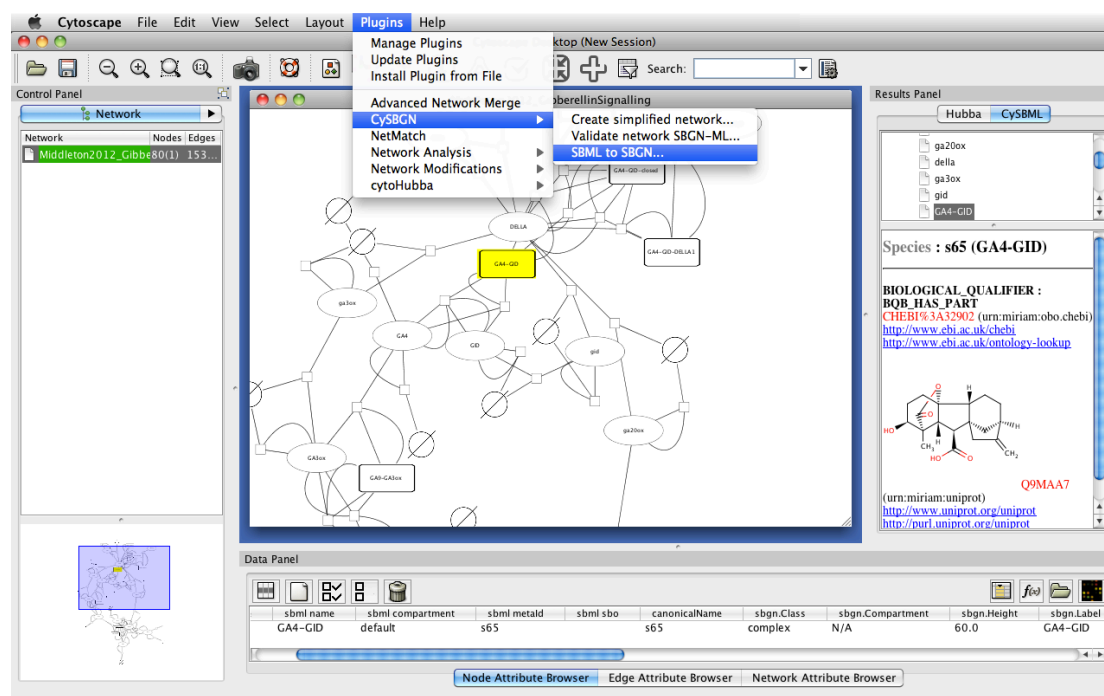 Cytoscape File Edit View Select Layout Plugins Help
ktop (New Session)
Manage Plugins
Update Plugins
Install Plugin from File
Advanced Network Merge
CySBGN
NetMatch
Network Analysis
Network Modifications
cytoHubba
Create simplified network...
Validate network SBGN-ML...
SBML to SBGN...
Search:
Control Panel
Network
Network Nodes Edges
Middleton2012_Gibbe 80(1) 153...
bberellinSignalling
GA4-GID-closed
DELLA
GA4-GID
GA4-GID-DELLA1
ga3ox
GA4
GID
gid
ga20ox
GA3ox
GA9-GA3ox
Results Panel
Hubba CySBML
ga20ox
della
ga3ox
gid
GA4-GID
Species : s65 (GA4-GID)
BIOLOGICAL_QUALIFIER :
BQB_HAS_PART
CHEBI%3A32902 (urn:miriam:obo.chebi)
http://www.ebi.ac.uk/chebi
http://www.ebi.ac.uk/ontology-lookup
O
H
O
O
HO
H
H
CH3
HO
O
CH2
Q9MAA7
(urn:miriam:uniprot)
http://www.uniprot.org/uniprot
http://purl.uniprot.org/uniprot
Data Panel
f(x)
sbml name sbml compartment sbml metaId sbml sbo canonicalName sbgn.Class sbgn.Compartment sbgn.Height sbgn.Label
GA4-GID default s65 s65 complex N/A 60.0 GA4-GID
Node Attribute Browser Edge Attribute Browser Network Attribute Browser